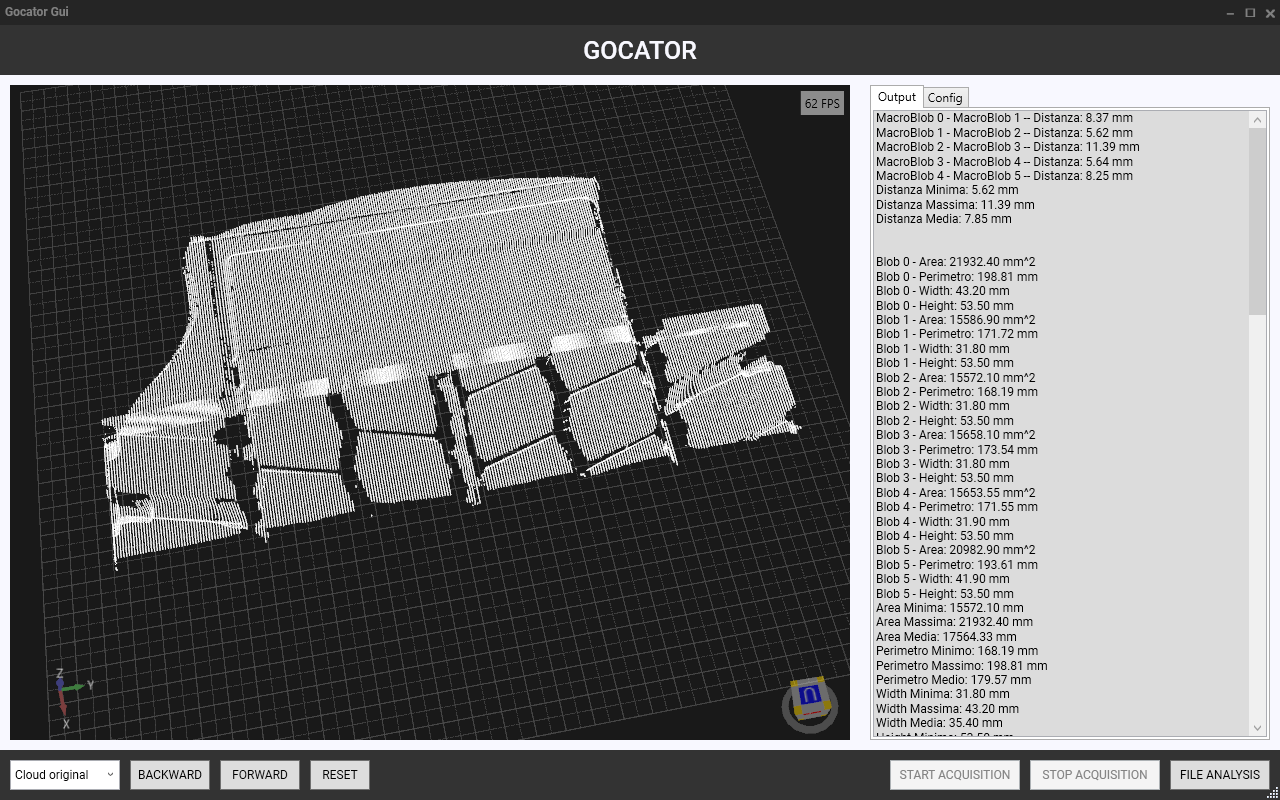 Gocator Gui
GOCATOR
62 FPS
Output
Config
MacroBlob 0 - MacroBlob 1 -- Distanza: 8.37 mm
MacroBlob 1 - MacroBlob 2 -- Distanza: 5.62 mm
MacroBlob 2 - MacroBlob 3 -- Distanza: 11.39 mm
MacroBlob 3 - MacroBlob 4 -- Distanza: 5.64 mm
MacroBlob 4 - MacroBlob 5 -- Distanza: 8.25 mm
Distanza Minima: 5.62 mm
Distanza Massima: 11.39 mm
Distanza Media: 7.85 mm
Blob 0 - Area: 21932.40 mm^2
Blob 0 - Perimetro: 198.81 mm
Blob 0 - Width: 43.20 mm
Blob 0 - Height: 53.50 mm
Blob 1 - Area: 15586.90 mm^2
Blob 1 - Perimetro: 171.72 mm
Blob 1 - Width: 31.80 mm
Blob 1 - Height: 53.50 mm
Blob 2 - Area: 15572.10 mm^2
Blob 2 - Perimetro: 168.19 mm
Blob 2 - Width: 31.80 mm
Blob 2 - Height: 53.50 mm
Blob 3 - Area: 15658.10 mm^2
Blob 3 - Perimetro: 173.54 mm
Blob 3 - Width: 31.80 mm
Blob 3 - Height: 53.50 mm
Blob 4 - Area: 15653.55 mm^2
Blob 4 - Perimetro: 171.55 mm
Blob 4 - Width: 31.90 mm
Blob 4 - Height: 53.50 mm
Blob 5 - Area: 20982.90 mm^2
Blob 5 - Perimetro: 193.61 mm
Blob 5 - Width: 41.90 mm
Blob 5 - Height: 53.50 mm
Area Minima: 15572.10 mm
Area Massima: 21932.40 mm
Area Media: 17564.33 mm
Perimetro Minimo: 168.19 mm
Perimetro Massimo: 198.81 mm
Perimetro Medio: 179.57 mm
Width Minima: 31.80 mm
Width Massima: 43.20 mm
Width Media: 35.40 mm
Height Minima: 53.50 mm
Z
Y
X
U
Cloud original
BACKWARD
FORWARD
RESET
START ACQUISITION
STOP ACQUISITION
FILE ANALYSIS